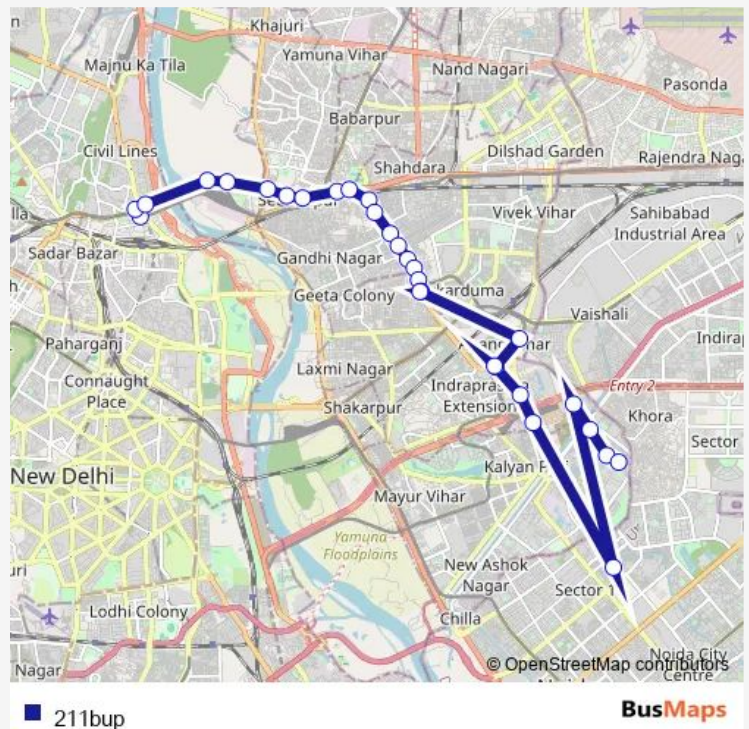 Khajuri
Majnu Ka Tila
Yamuna Vihar
Nand Nagari
Pasonda
Babarpur
Civil Lines
Shahdara
Dilshad Garden
Rajendra Nag
Vivek Vihar
Sahibabad
Industrial Area
Sadar Bazar
Gandhi Nagar
Geeta Colony
karduma
Vaishali
Indira
Paharganj
Laxmi Nagar
Connaught
Place
Shakarpur
Extension
Entry 2
Khora
Sector
New Delhi
Kalyan
Mayur Vihar
Yamuna
Floodplains
New Ashok
Nagar
Sector 1
Lodhi Colony
Chilla
Noida City
Centre
Nagar
© OpenStreetMap contributors
211bup
BusMaps